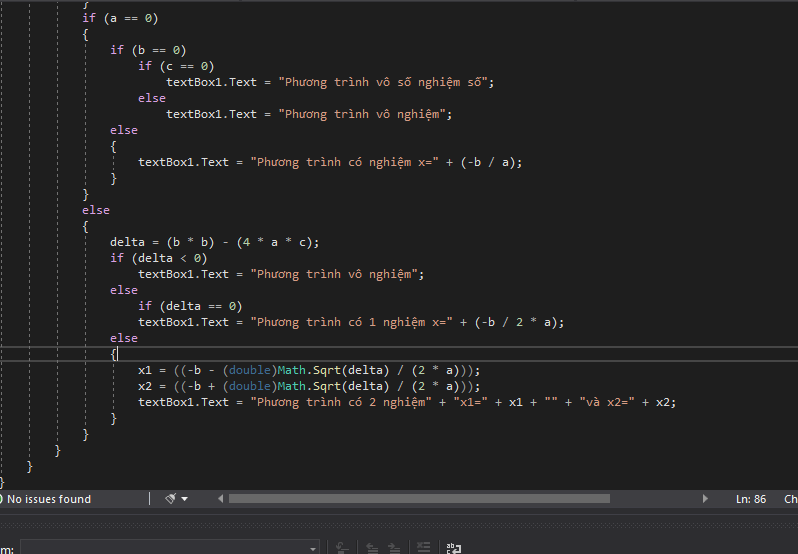 }
if (a == 0)
{
if (b == 0)
if (c == 0)
textBox1.Text = "Phương trình vô số nghiệm số";
else
textBox1.Text = "Phương trình vô nghiệm";
else
{
textBox1.Text = "Phương trình có nghiệm x=" + (-b / a);
}
}
else
{
delta = (b * b) - (4 * a * c);
if (delta < 0)
textBox1.Text = "Phương trình vô nghiệm";
else
if (delta == 0)
textBox1.Text = "Phương trình có 1 nghiệm x=" + (-b / 2 * a);
else
{
x1 = ((-b - (double)Math.Sqrt(delta) / (2 * a)));
x2 = ((-b + (double)Math.Sqrt(delta) / (2 * a)));
textBox1.Text = "Phương trình có 2 nghiệm" + "x1=" + x1 + "" + "và x2=" + x2;
}
}
}
}
}
No issues found Ln: 86 Ch
m: